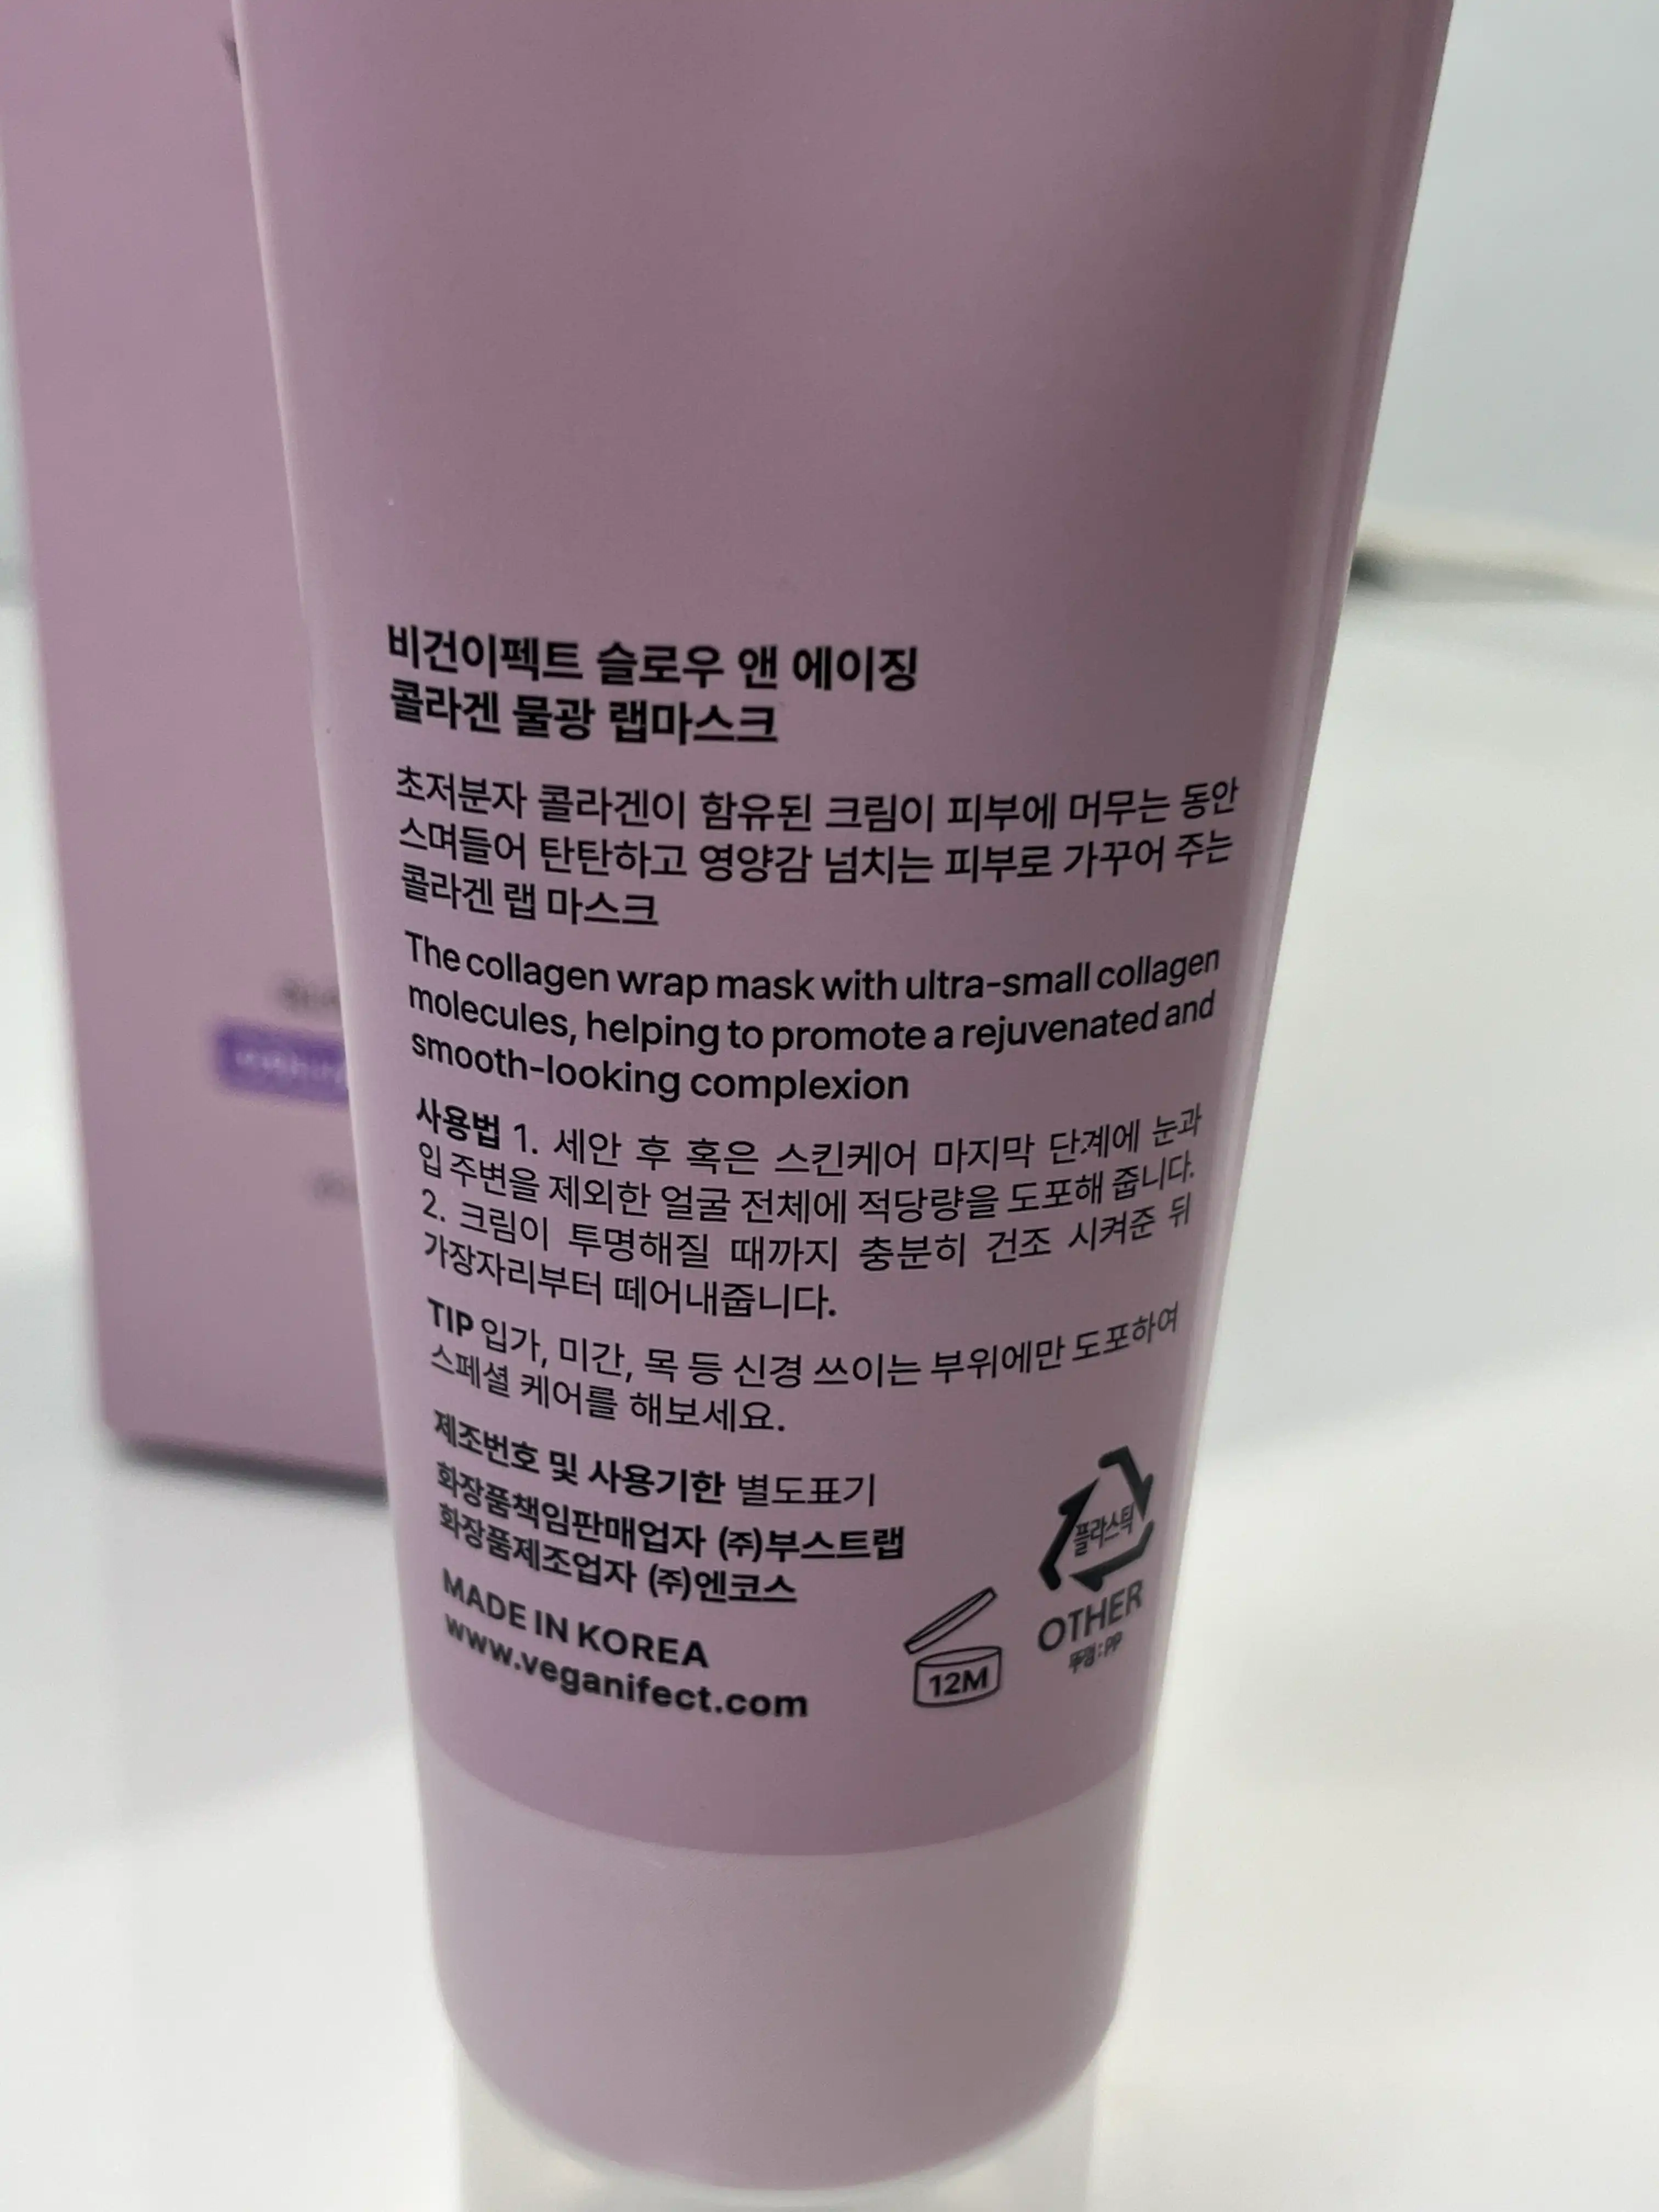 비건이펙트 슬로우 앤 에이징
콜라겐 물광 랩마스크
초저분자 콜라겐이 함유된 크림이 피부에 머무는 동안
스며들어 탄탄하고 영양감 넘치는 피부로 가꾸어 주는
콜라겐 랩 마스크
The collagen wrap mask with ultra-small collagen
molecules, helping to promote a rejuvenated and
smooth-looking complexion
사용법 1. 세안 후 혹은 스킨케어 마지막 단계에 눈과
입 주변을 제외한 얼굴 전체에 적당량을 도포해 줍니다.
2. 크림이 투명해질 때까지 충분히 건조 시켜준 뒤
가장자리부터 떼어내줍니다.
TIP 입가, 미간, 목 등 신경 쓰이는 부위에만 도포하여
스페셜 케어를 해보세요.
제조번호 및 사용기한 별도표기
화장품책임판매업자 (주)부스트랩
화장품제조업자 (주)엔코스
MADE IN KOREA
www.veganifect.com
12M
플라스틱
OTHER
뚜껑:PP